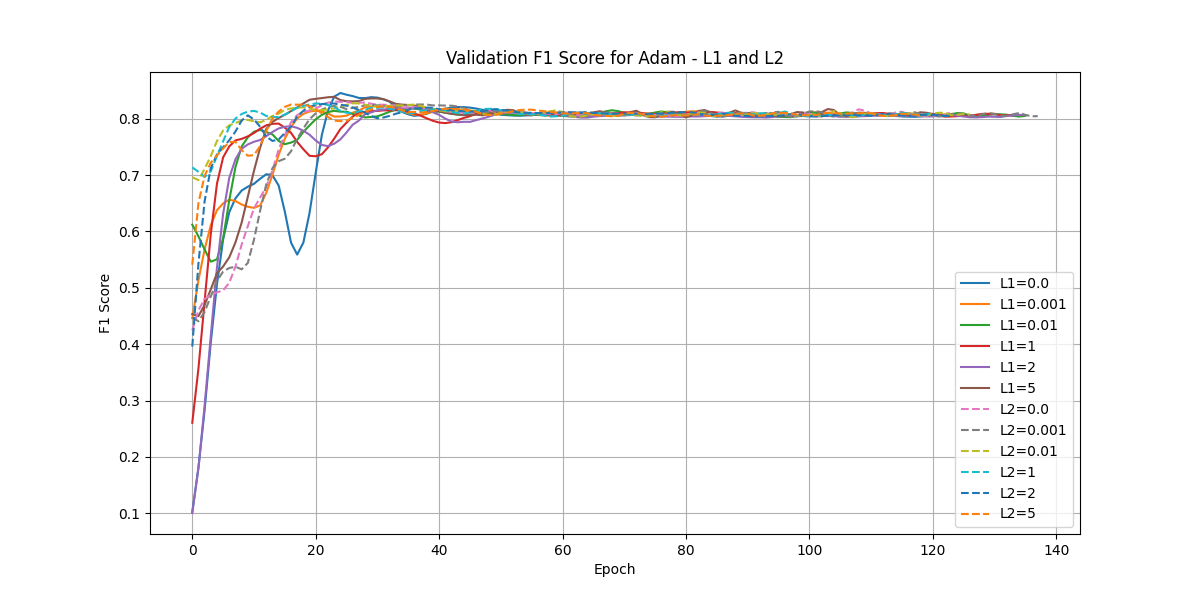 Validation F1 Score for Adam - L1 and L2
F1 Score
0.8
0.7
0.6
0.5
0.4
0.3
0.2
0.1
0 20 40 60 80 100 120 140
Epoch
L1=0.0
L1=0.001
L1=0.01
L1=1
L1=2
L1=5
L2=0.0
L2=0.001
L2=0.01
L2=1
L2=2
L2=5